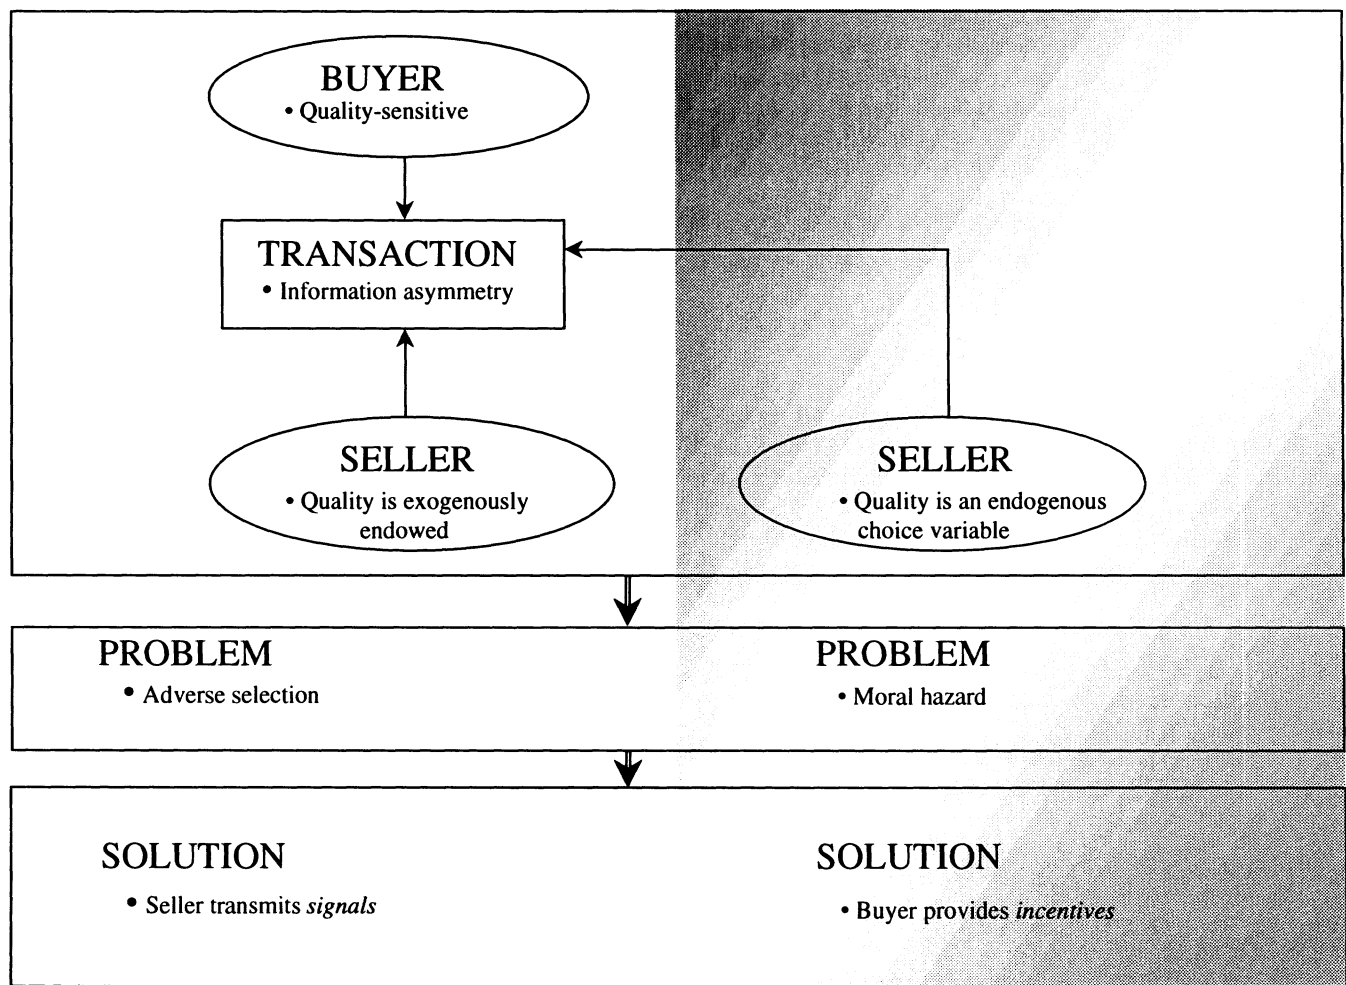 BUYER
• Quality-sensitive
TRANSACTION
• Information asymmetry
SELLER
• Quality is exogenously
endowed
SELLER
• Quality is an endogenous
choice variable
PROBLEM
• Adverse selection
PROBLEM
• Moral hazard
SOLUTION
• Seller transmits signals
SOLUTION
• Buyer provides incentives